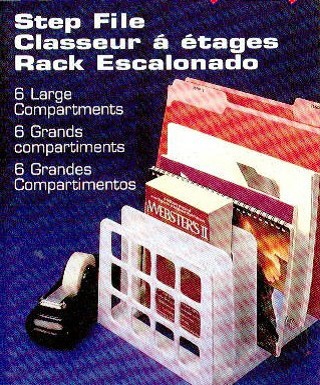 Step File
Classeur á étages
Rack Escalonado
6 Large
Compartments
6 Grands
compartiments
6 Grandes
Compartimentos
WEBSTER'S II